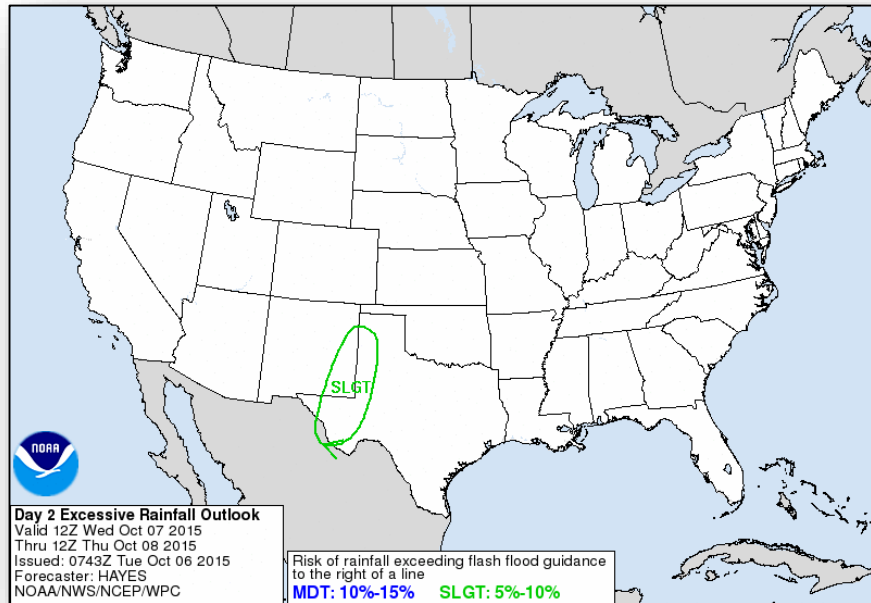 SLGT
NOAA
Day 2 Excessive Rainfall Outlook
Valid 12Z Wed Oct 07 2015
Thru 12Z Thu Oct 08 2015
Issued: 0743Z Tue Oct 06 2015
Forecaster: HAYES
NOAA/NWS/NCEP/WPC
Risk of rainfall exceeding flash flood guidance
to the right of a line
MDT: 10%-15% SLGT: 5%-10%